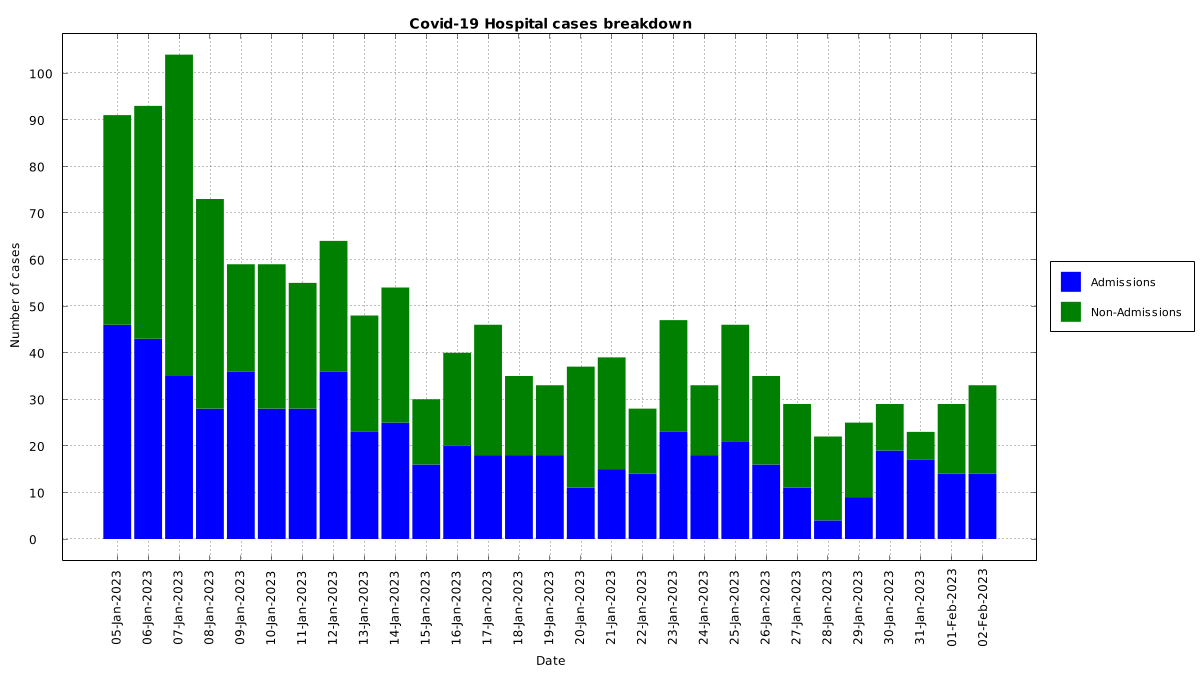 Covid-19 Hospital cases breakdown
Number of cases
100
90
80
70
60
50
40
30
20
10
0
05-Jan-2023
06-Jan-2023
07-Jan-2023
08-Jan-2023
09-Jan-2023
10-Jan-2023
11-Jan-2023
12-Jan-2023
13-Jan-2023
14-Jan-2023
15-Jan-2023
16-Jan-2023
17-Jan-2023
18-Jan-2023
19-Jan-2023
20-Jan-2023
21-Jan-2023
22-Jan-2023
23-Jan-2023
24-Jan-2023
25-Jan-2023
26-Jan-2023
27-Jan-2023
28-Jan-2023
29-Jan-2023
30-Jan-2023
31-Jan-2023
01-Feb-2023
02-Feb-2023
Date
Admissions
Non-Admissions